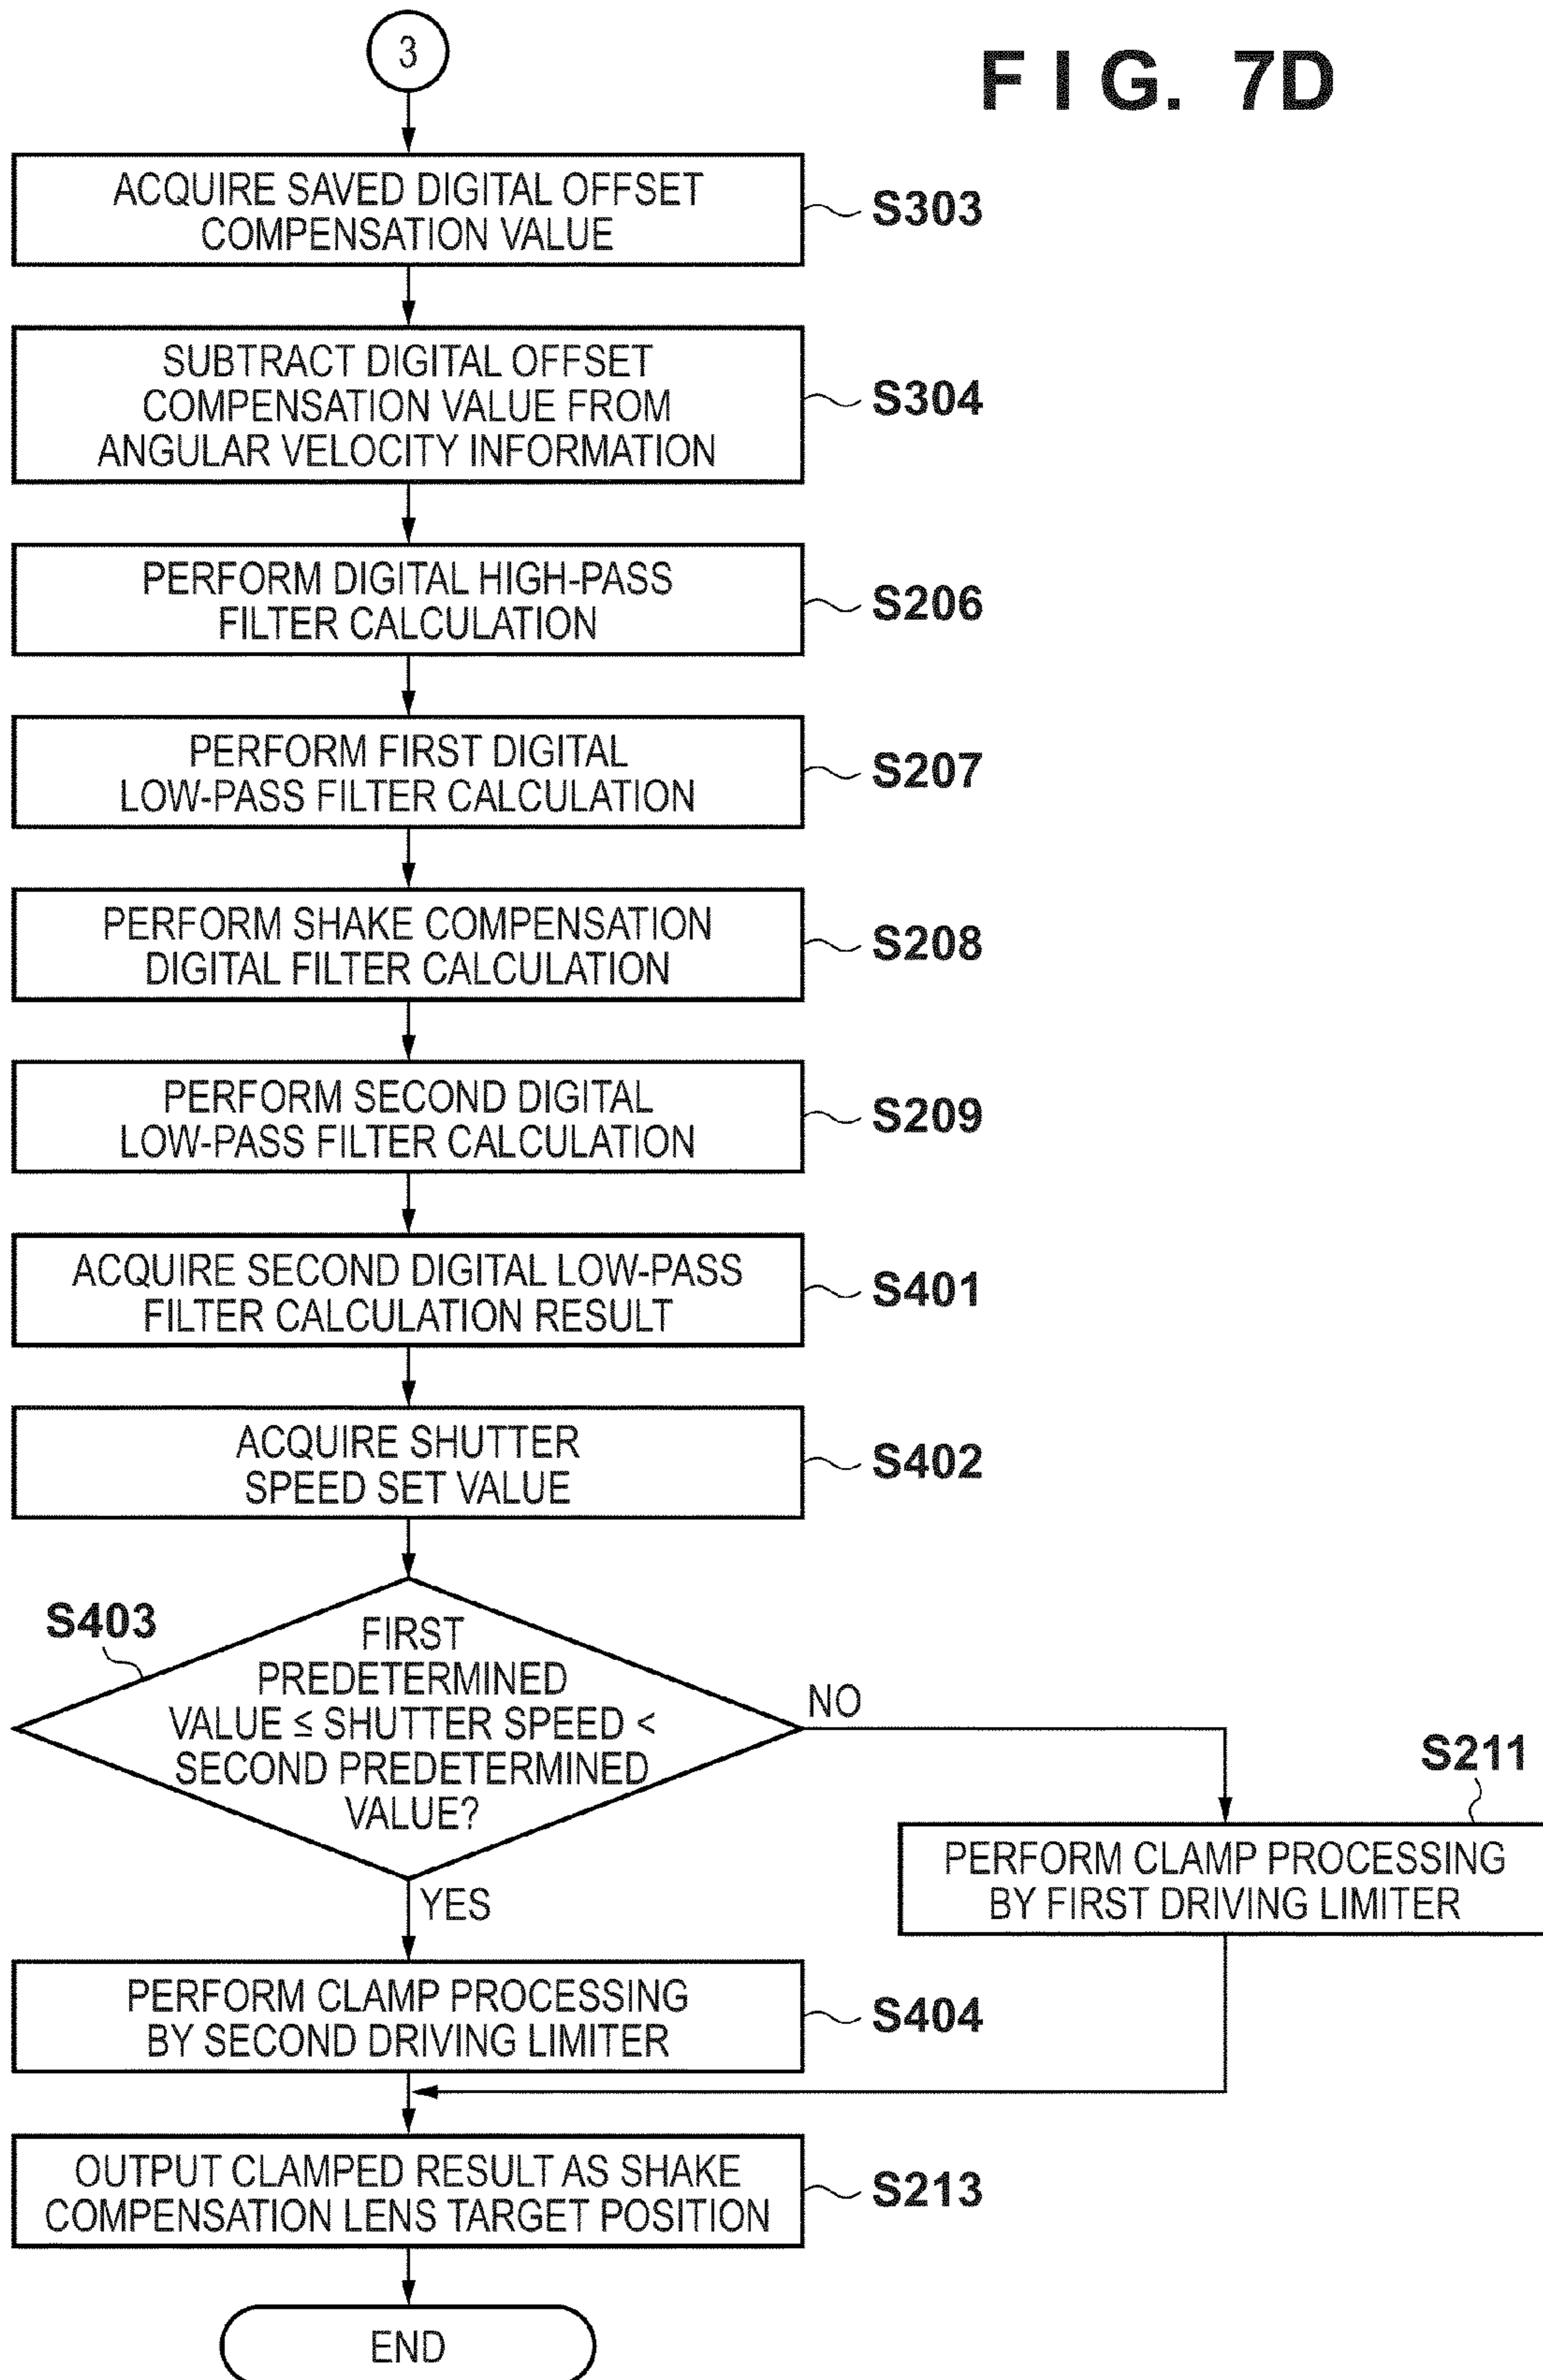 3
FIG. 7D
ACQUIRE SAVED DIGITAL OFFSET
COMPENSATION VALUE
S303
SUBTRACT DIGITAL OFFSET
COMPENSATION VALUE FROM
ANGULAR VELOCITY INFORMATION
S304
PERFORM DIGITAL HIGH-PASS
FILTER CALCULATION
S206
PERFORM FIRST DIGITAL
LOW-PASS FILTER CALCULATION
S207
PERFORM SHAKE COMPENSATION
DIGITAL FILTER CALCULATION
S208
PERFORM SECOND DIGITAL
LOW-PASS FILTER CALCULATION
S209
ACQUIRE SECOND DIGITAL LOW-PASS
FILTER CALCULATION RESULT
S401
ACQUIRE SHUTTER
SPEED SET VALUE
S402
S403
FIRST
PREDETERMINED
VALUE ≤ SHUTTER SPEED <
SECOND PREDETERMINED
VALUE?
NO
S211
PERFORM CLAMP PROCESSING
BY FIRST DRIVING LIMITER
YES
PERFORM CLAMP PROCESSING
BY SECOND DRIVING LIMITER
S404
OUTPUT CLAMPED RESULT AS SHAKE
COMPENSATION LENS TARGET POSITION
S213
END